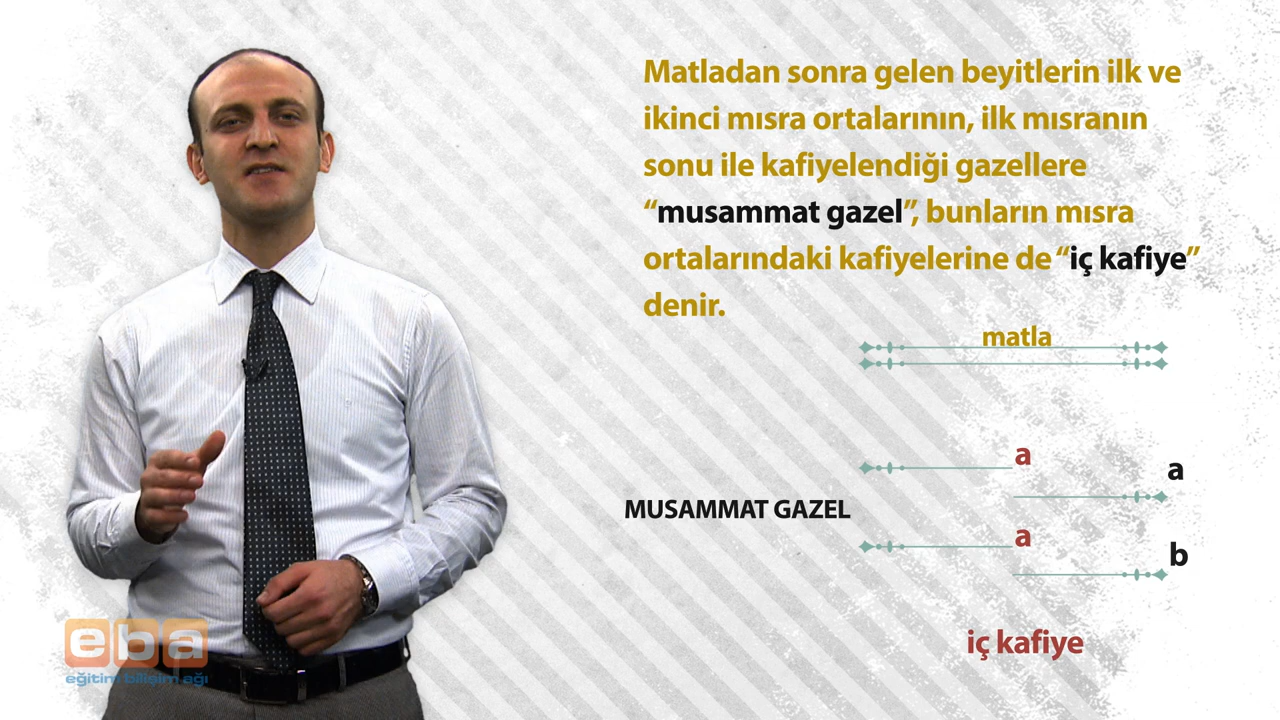 Matladan sonra gelen beyitlerin ilk ve
ikinci mısra ortalarının, ilk mısranın
sonu ile kafiyelendiği gazellere
“musammat gazel”, bunların mısra
ortalarındaki kafiyelerine de “iç kafiye”
denir.
matla
a
a
MUSAMMAT GAZEL
a
b
iç kafiye
eba
eğitim bilişim ağı